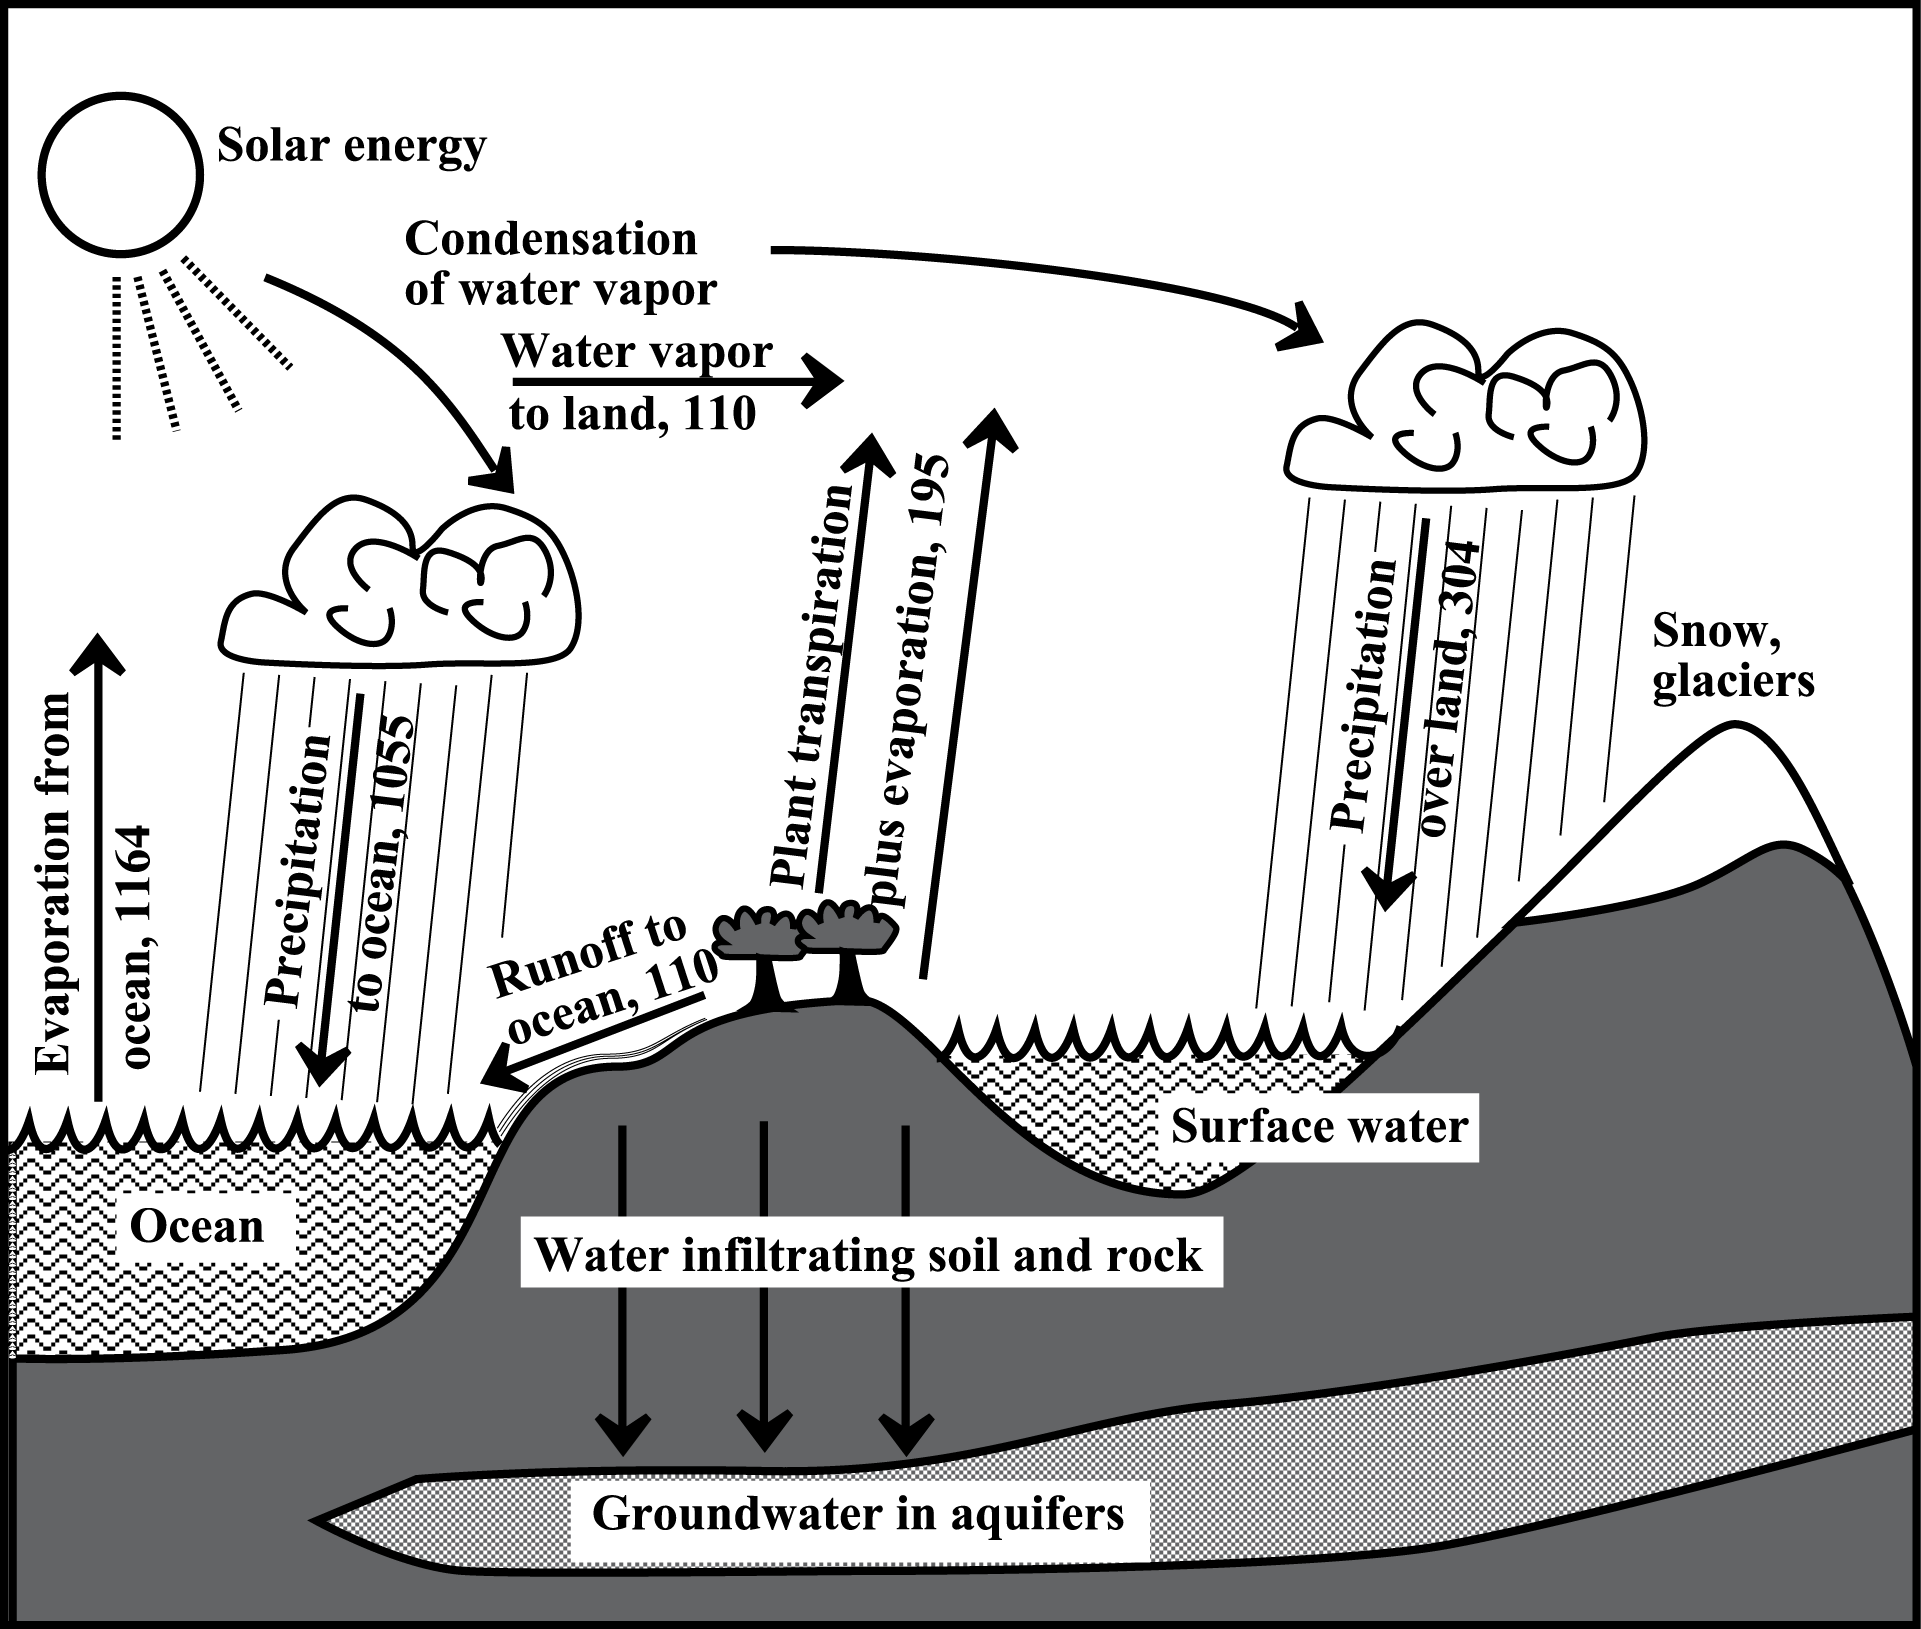 Solar energy
Condensation
of water vapor
Water vapor
to land, 110
Evaporation from
ocean, 1164
Precipitation
to ocean, 1055
Runoff to
ocean, 110
Plant transpiration
plus evaporation, 195
Precipitation
over land, 304
Snow,
glaciers
Surface water
Ocean
Water infiltrating soil and rock
Groundwater in aquifers